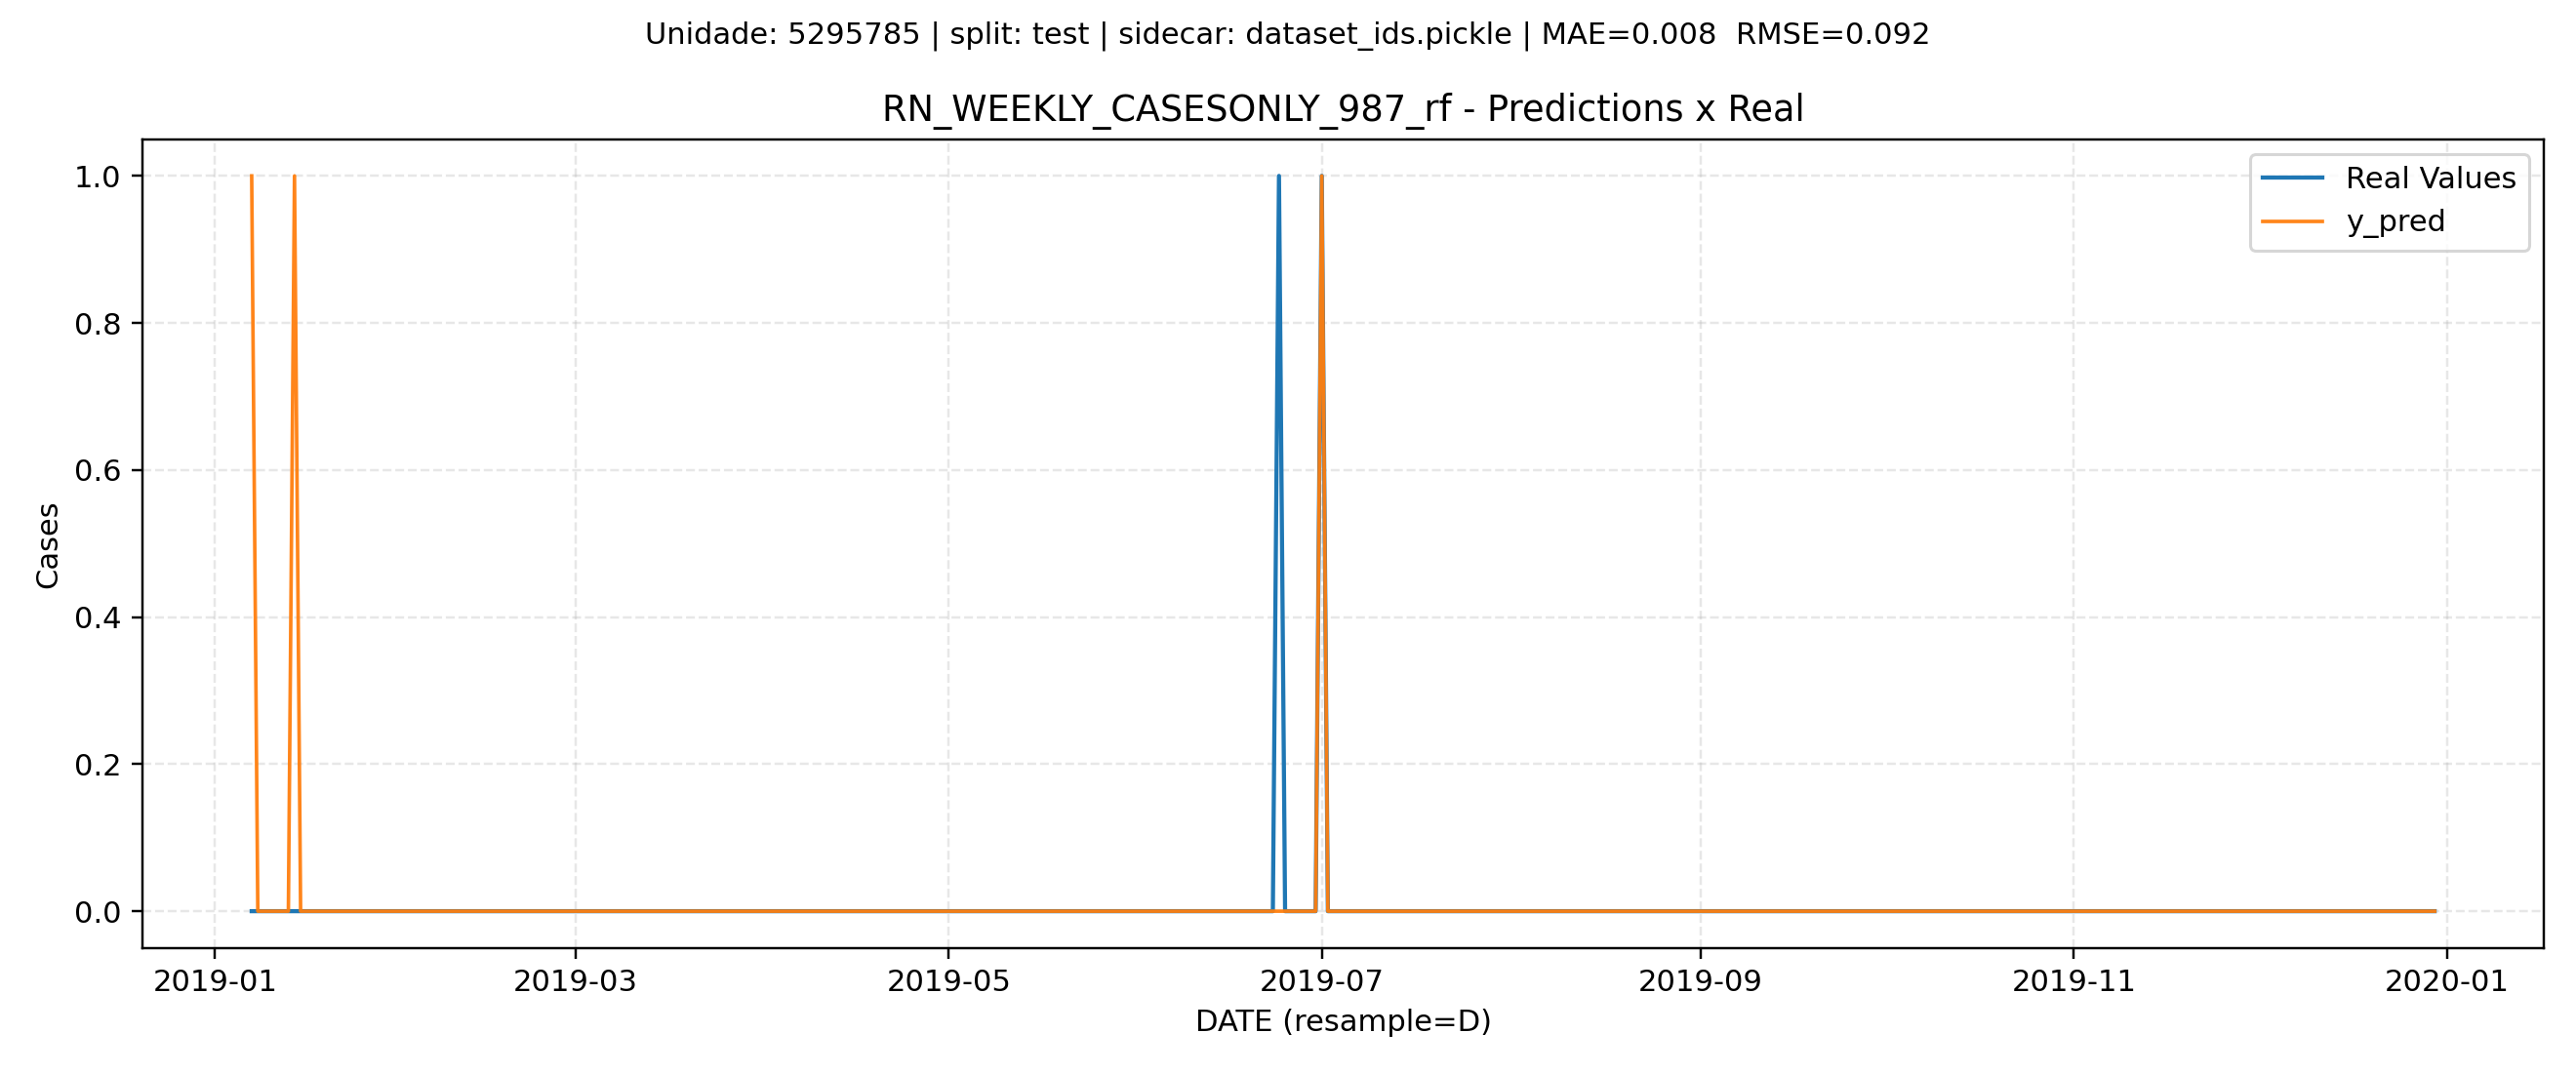 Unidade: 5295785 | split: test | sidecar: dataset_ids.pickle | MAE=0.008  RMSE=0.092
RN_WEEKLY_CASESONLY_987_rf - Predictions x Real
Real Values
y_pred
1.0
0.8
0.6
0.4
0.2
0.0
Cases
2019-01 2019-03 2019-05 2019-07 2019-09 2019-11 2020-01
DATE (resample=D)